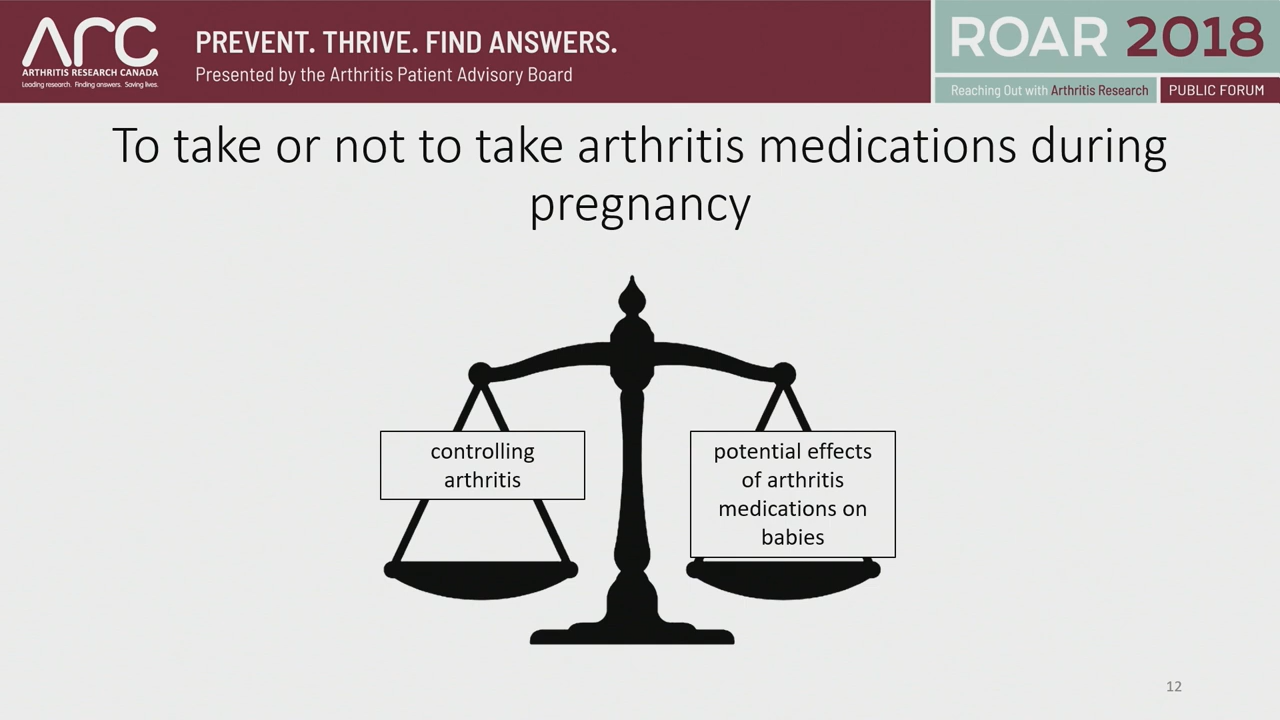 ARC
ARTHRITIS RESEARCH CANADA
Leading research. Finding answers. Saving lives.
PREVENT. THRIVE. FIND ANSWERS.
Presented by the Arthritis Patient Advisory Board
ROAR 2018
Reaching Out with Arthritis Research
PUBLIC FORUM
To take or not to take arthritis medications during
pregnancy
controlling
arthritis
potential effects
of arthritis
medications on
babies
12